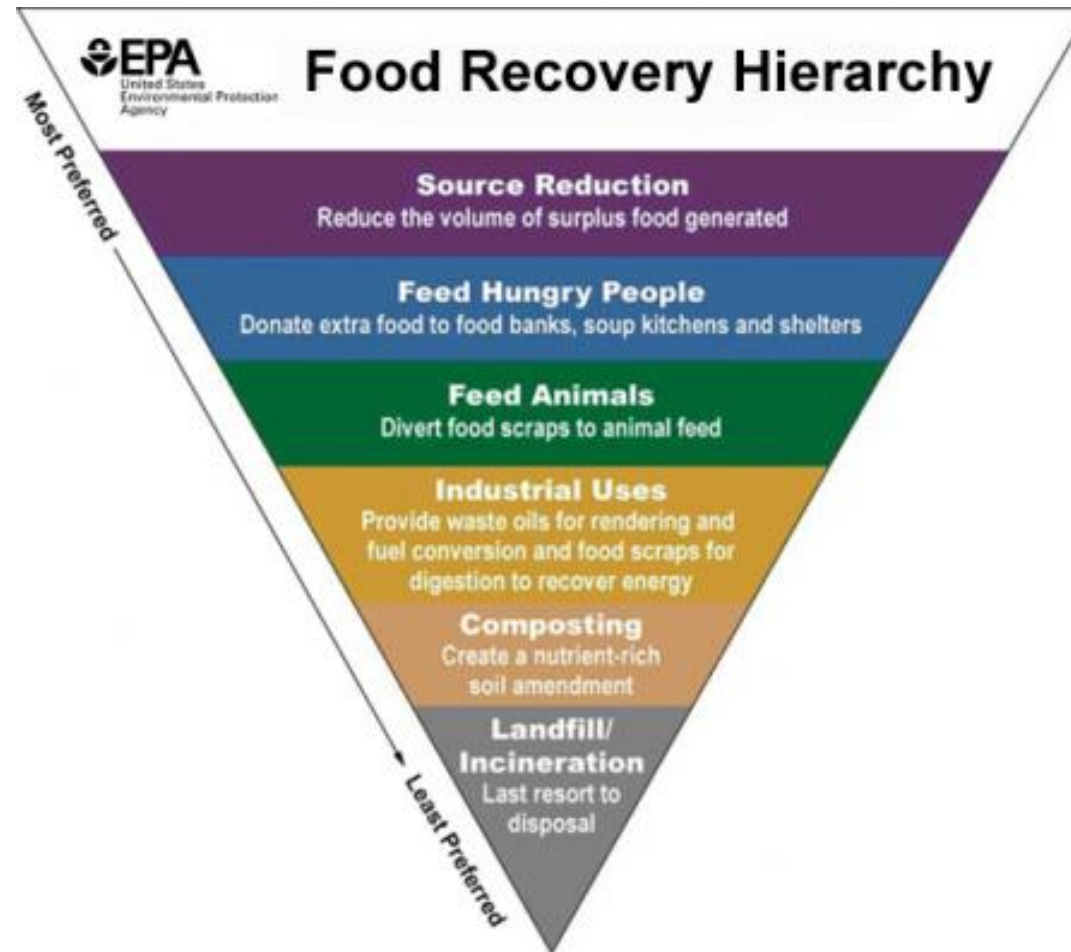 EPA
United States
Environmental Protection
Agency
Food Recovery Hierarchy
Most Preferred
Source Reduction
Reduce the volume of surplus food generated
Feed Hungry People
Donate extra food to food banks, soup kitchens and shelters
Feed Animals
Divert food scraps to animal feed
Industrial Uses
Provide waste oils for rendering and
fuel conversion and food scraps for
digestion to recover energy
Composting
Create a nutrient-rich
soil amendment
Landfill/
Incineration
Last resort to
disposal
Least Preferred